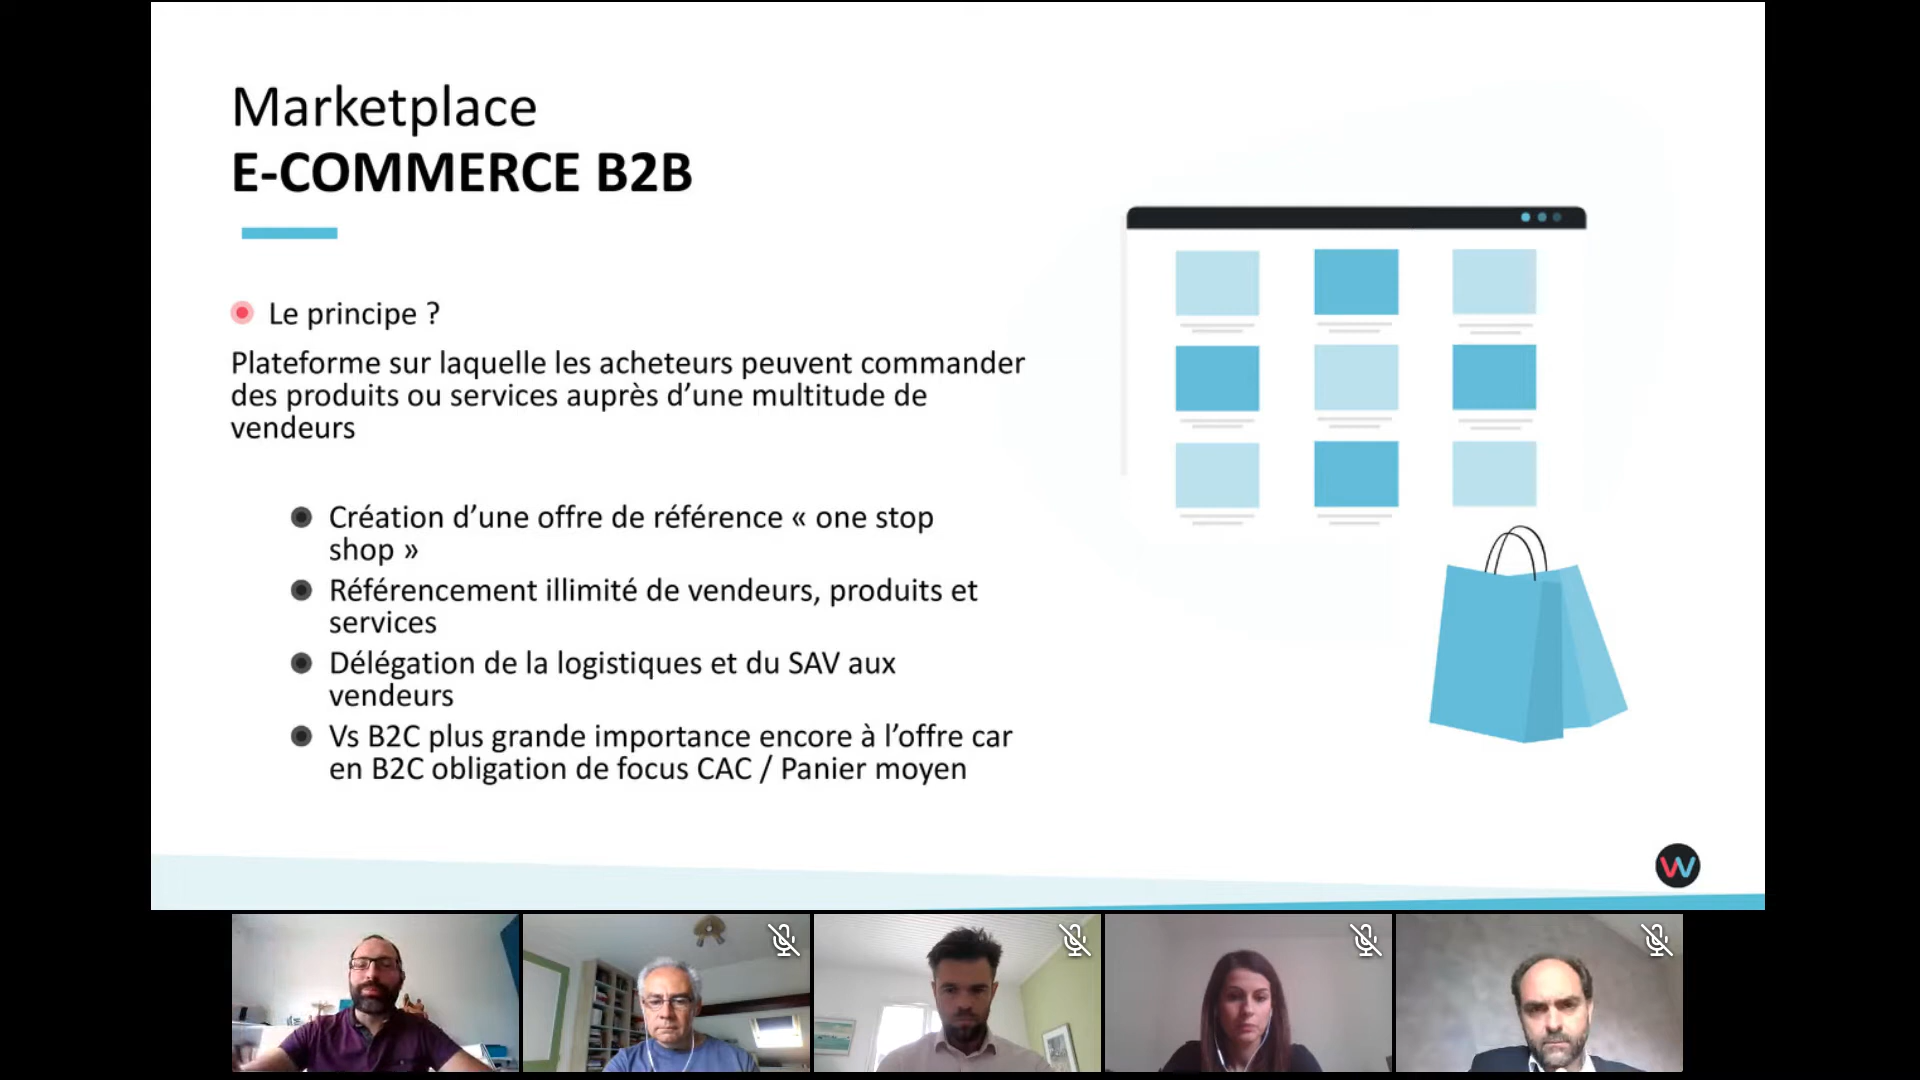 Marketplace
E-COMMERCE B2B
Le principe ?
Plateforme sur laquelle les acheteurs peuvent commander
des produits ou services auprès d’une multitude de
vendeurs
Création d’une offre de référence « one stop
shop »
Référencement illimité de vendeurs, produits et
services
Délégation de la logistiques et du SAV aux
vendeurs
Vs B2C plus grande importance encore à l’offre car
en B2C obligation de focus CAC / Panier moyen
W